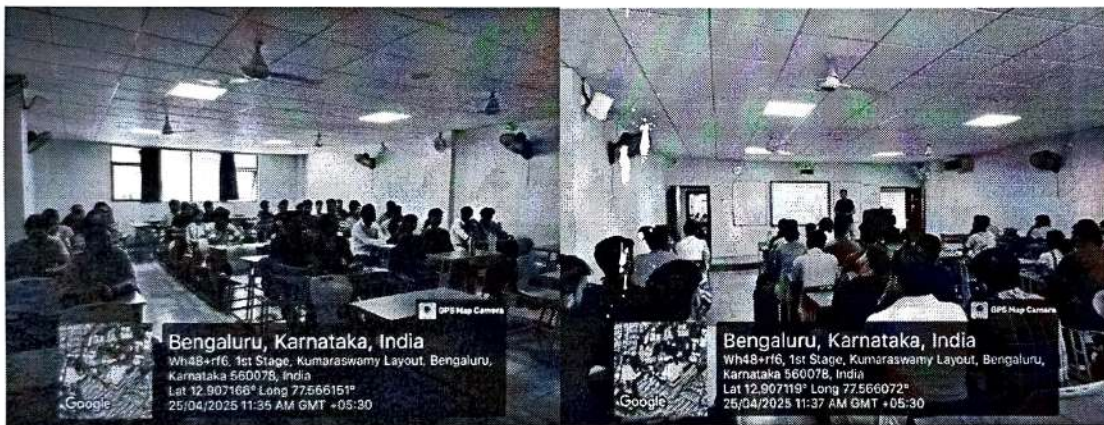 GPS Map Camera
Bengaluru, Karnataka, India
Wh48+rf6, 1st Stage, Kumaraswamy Layout, Bengaluru,
Karnataka 560078, India
Lat 12.907166° Long 77.566151°
25/04/2025 11:35 AM GMT +05:30
Google
GPS Map Camera
Bengaluru, Karnataka, India
Wh48+rf6, 1st Stage, Kumaraswamy Layout, Bengaluru,
Karnataka 560078, India
Lat 12.907119° Long 77.566072°
25/04/2025 11:37 AM GMT +05:30
Google